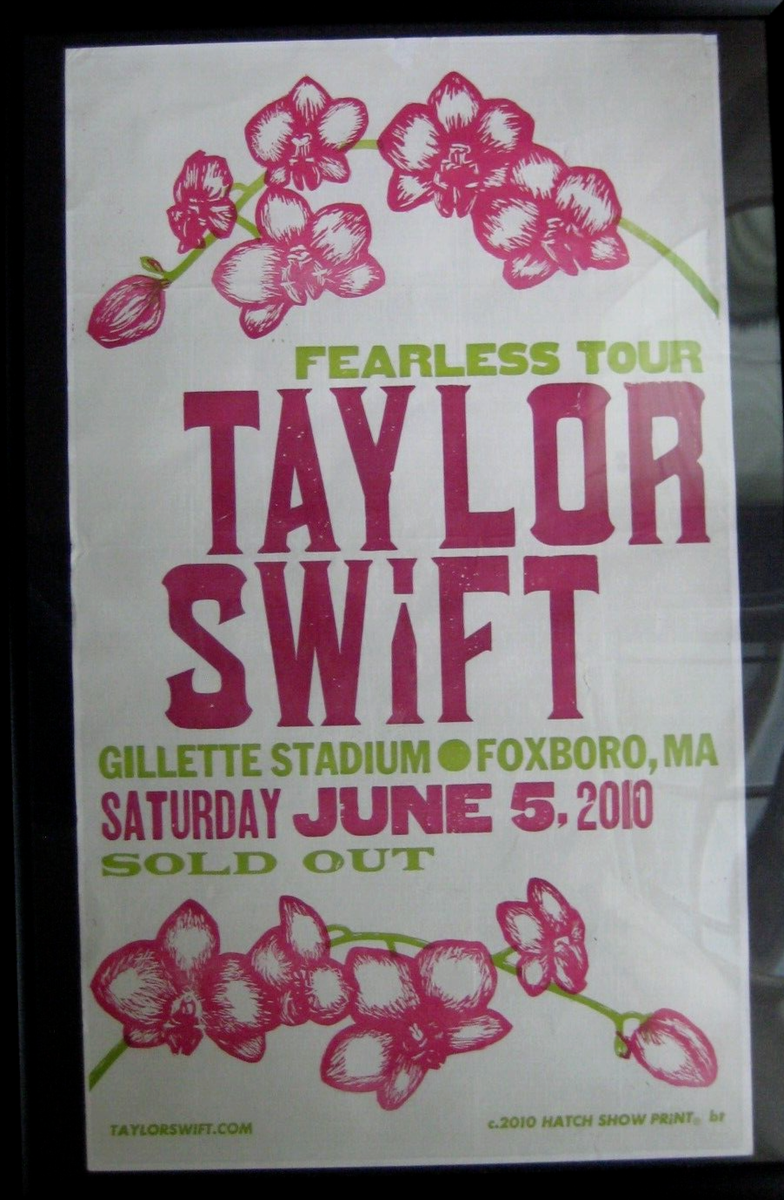 FEARLESS TOUR
TAYLOR
SWiFT
GILLETTE STADIUM ● FOXBORO, MA
SATURDAY JUNE 5, 2010
SOLD OUT
TAYLORSWIFT.COM
c.2010 HATCH SHOW PRiNT® br